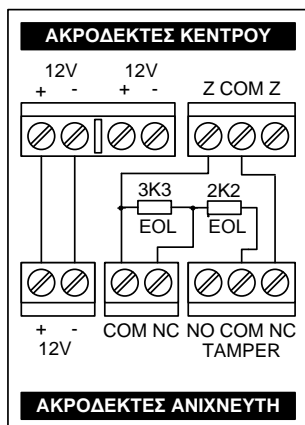 ΑΚΡΟΔΕΚΤΕΣ ΚΕΝΤΡΟΥ
12V 12V
+ - + - Z COM Z
3K3 2K2
EOL EOL
+ - COM NC NO COM NC
12V TAMPER
ΑΚΡΟΔΕΚΤΕΣ ΑΝΙΧΝΕΥΤΗ